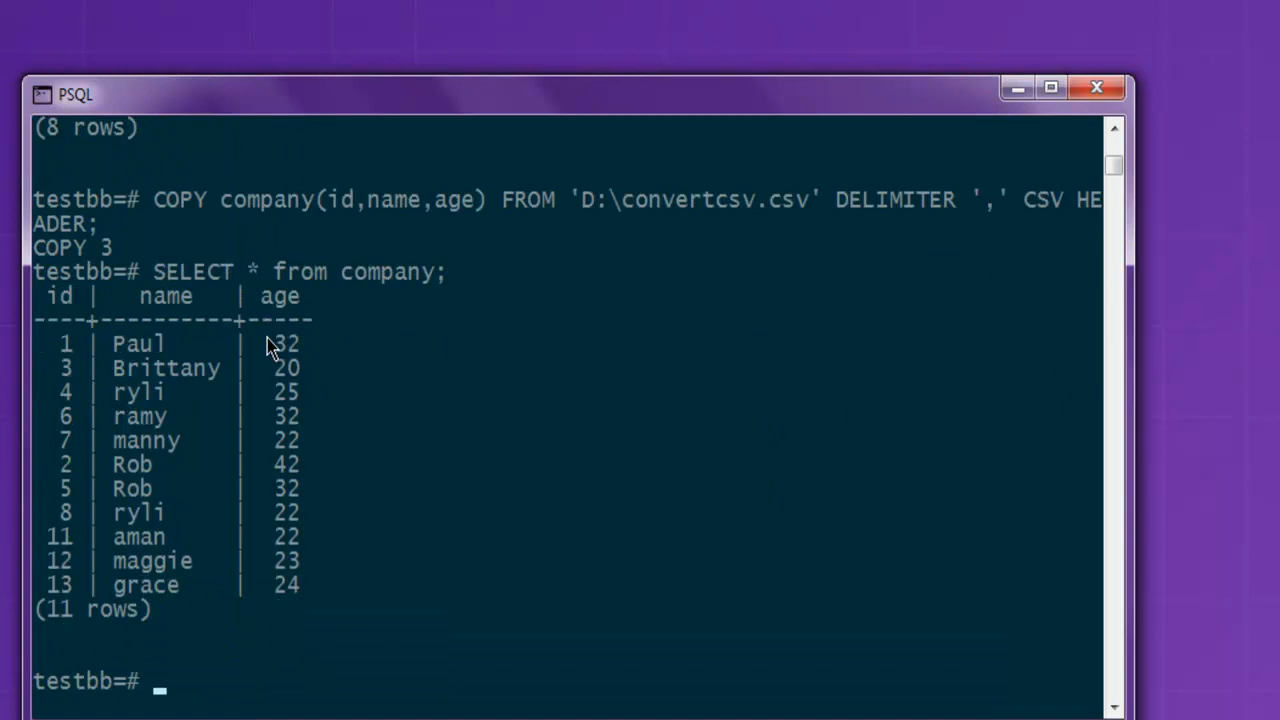 PSQL
(8 rows)
testbb=# COPY company(id,name,age) FROM 'D:\convertcsv.csv' DELIMITER ',' CSV HE
ADER;
COPY 3
testbb=# SELECT * from company;
 id |   name   | age
----+----------+-----
  1 | Paul     |  32
  3 | Brittany |  20
  4 | ryli     |  25
  6 | ramy     |  32
  7 | manny    |  22
  2 | Rob      |  42
  5 | Rob      |  32
  8 | ryli     |  22
 11 | aman     |  22
 12 | maggie   |  23
 13 | grace    |  24
(11 rows)
testbb=#